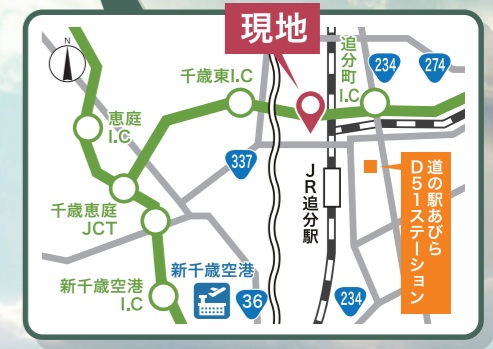 現地
N
千歳東I.C
追分町
I.C
234
274
恵庭
I.C
337
JR追分駅
道の駅あびら
D51ステーション
千歳恵庭
JCT
新千歳空港
新千歳空港
I.C
36
234